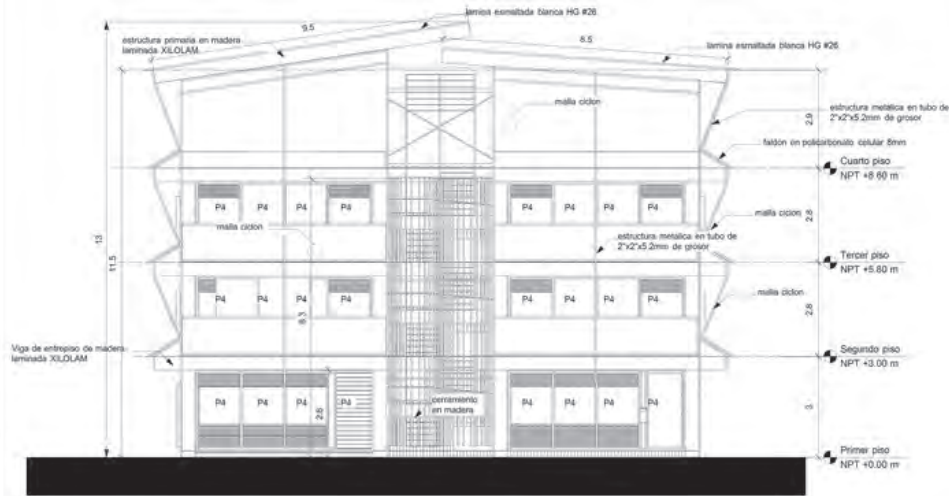 lamina esmaltada blanca HG #26
9.5
estructura primaria en madera
laminada XILOLAM
6.5
lamina esmaltada blanca HG #26
malla ciclon
2.9
estructura metálica en tubo de
2"x2"x5.2mm de grosor
faldón en policarbonato celular 8mm
Cuarto piso
NPT +8.60 m
P4 P4 P4 P4 P4 P4 P4 P4
malla ciclon
2.8
malla ciclon
estructura metálica en tubo de
2"x2"x5.2mm de grosor
13
11.5
Tercer piso
NPT +5.80 m
P4 P4 P4 P4 P4 P4 P4 P4
malla ciclon
8.3
2.8
Viga de entrepiso de madera
laminada XILOLAM
Segundo piso
NPT +3.00 m
P4 P4 P4 P4 P4 P4 P4 P4
2.6
cerramiento
en madera
3
Primer piso
NPT +0.00 m